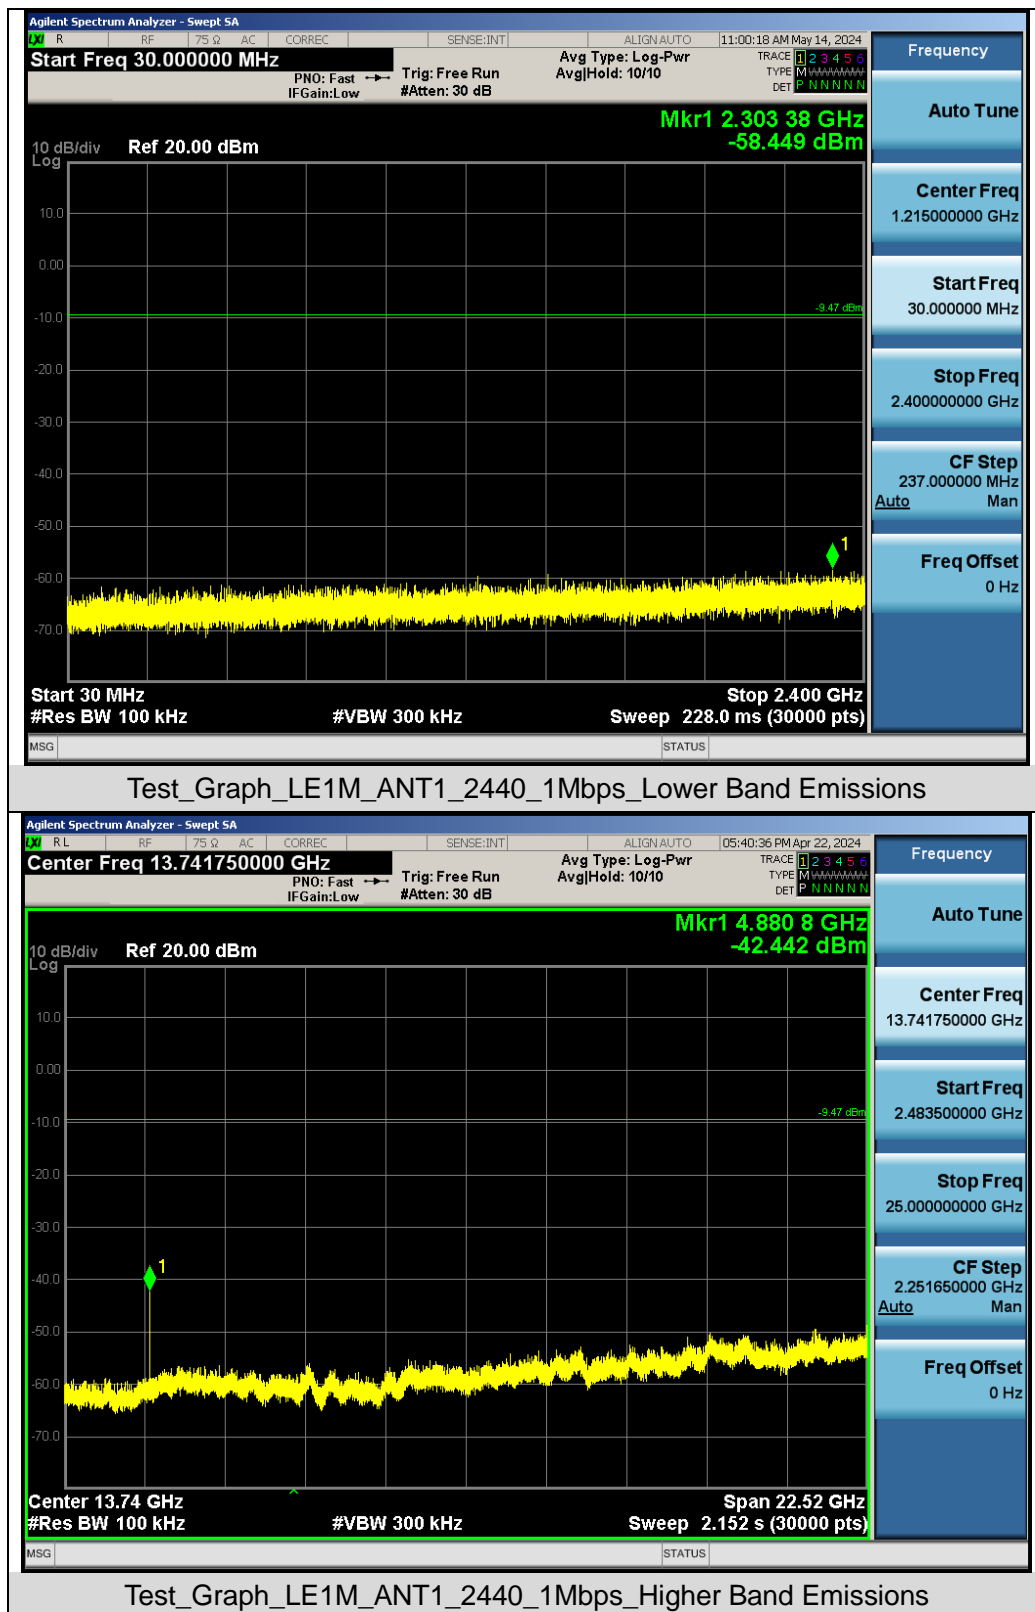 Agilent Spectrum Analyzer - Swept SA
LXI R RF 75 Ω AC CORREC SENSE:INT ALIGN AUTO 11:00:18 AM May 14, 2024
Start Freq 30.000000 MHz
PNO: Fast
IFGain:Low
Trig: Free Run
#Atten: 30 dB
Avg Type: Log-Pwr
Avg|Hold: 10/10
TRACE 1 2 3 4 5 6
TYPE M
DET P N N N N N
Frequency
Auto Tune
Mkr1 2.303 38 GHz
-58.449 dBm
10 dB/div
Log
Ref 20.00 dBm
10.0
0.00
-10.0
-20.0
-30.0
-40.0
-50.0
-60.0
-70.0
-9.47 dBm
1
Center Freq
1.215000000 GHz
Start Freq
30.000000 MHz
Stop Freq
2.400000000 GHz
CF Step
237.000000 MHz
Auto Man
Freq Offset
0 Hz
Start 30 MHz Stop 2.400 GHz
#Res BW 100 kHz #VBW 300 kHz Sweep 228.0 ms (30000 pts)
MSG STATUS
Test_Graph_LE1M_ANT1_2440_1Mbps_Lower Band Emissions
Agilent Spectrum Analyzer - Swept SA
LXI R L RF 75 Ω AC CORREC SENSE:INT ALIGN AUTO 05:40:36 PM Apr 22, 2024
Center Freq 13.741750000 GHz
PNO: Fast
IFGain:Low
Trig: Free Run
#Atten: 30 dB
Avg Type: Log-Pwr
Avg|Hold: 10/10
TRACE 1 2 3 4 5 6
TYPE M
DET P N N N N N
Frequency
Auto Tune
Mkr1 4.880 8 GHz
-42.442 dBm
10 dB/div
Log
Ref 20.00 dBm
10.0
0.00
-10.0
-20.0
-30.0
-40.0
-50.0
-60.0
-70.0
-9.47 dBm
1
Center Freq
13.741750000 GHz
Start Freq
2.483500000 GHz
Stop Freq
25.000000000 GHz
CF Step
2.251650000 GHz
Auto Man
Freq Offset
0 Hz
Center 13.74 GHz Span 22.52 GHz
#Res BW 100 kHz #VBW 300 kHz Sweep 2.152 s (30000 pts)
MSG STATUS
Test_Graph_LE1M_ANT1_2440_1Mbps_Higher Band Emissions